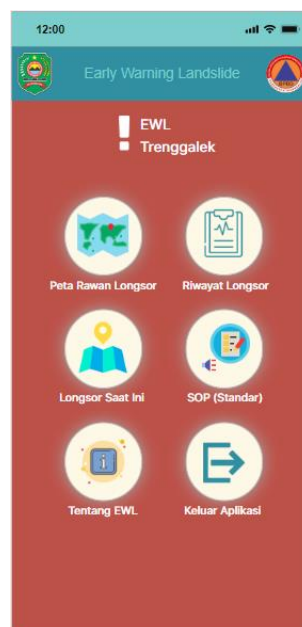 12:00
Early Warning Landslide
EWL
Trenggalek
Peta Rawan Longsor
Riwayat Longsor
Longsor Saat Ini
SOP (Standar)
Tentang EWL
Keluar Aplikasi